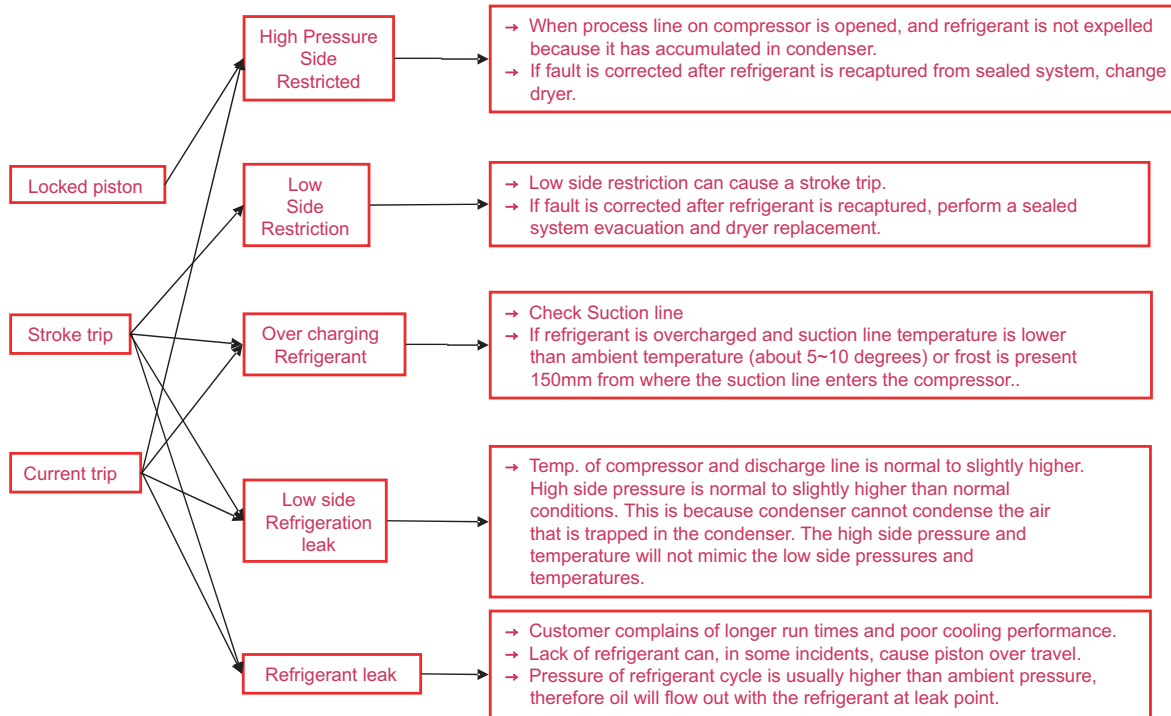 High Pressure
Side
Restricted
→ When process line on compressor is opened, and refrigerant is not expelled
because it has accumulated in condenser.
→ If fault is corrected after refrigerant is recaptured from sealed system, change
dryer.
Locked piston
Low
Side
Restriction
→ Low side restriction can cause a stroke trip.
→ If fault is corrected after refrigerant is recaptured, perform a sealed
system evacuation and dryer replacement.
Stroke trip
Over charging
Refrigerant
→ Check Suction line
→ If refrigerant is overcharged and suction line temperature is lower
than ambient temperature (about 5~10 degrees) or frost is present
150mm from where the suction line enters the compressor..
Current trip
Low side
Refrigeration
leak
→ Temp. of compressor and discharge line is normal to slightly higher.
High side pressure is normal to slightly higher than normal
conditions. This is because condenser cannot condense the air
that is trapped in the condenser. The high side pressure and
temperature will not mimic the low side pressures and
temperatures.
Refrigerant leak
→ Customer complains of longer run times and poor cooling performance.
→ Lack of refrigerant can, in some incidents, cause piston over travel.
→ Pressure of refrigerant cycle is usually higher than ambient pressure,
therefore oil will flow out with the refrigerant at leak point.